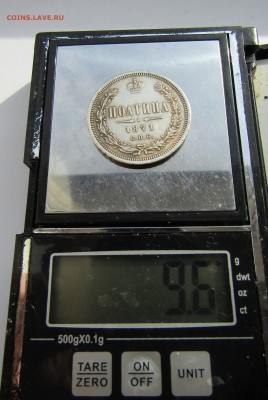 COINS.LAVE.RU
ПОЛТИНА
1871
С.П.Б.
9.6
g
dwt
oz
ct
500gX0.1g
TARE
ZERO
ON
OFF
UNIT